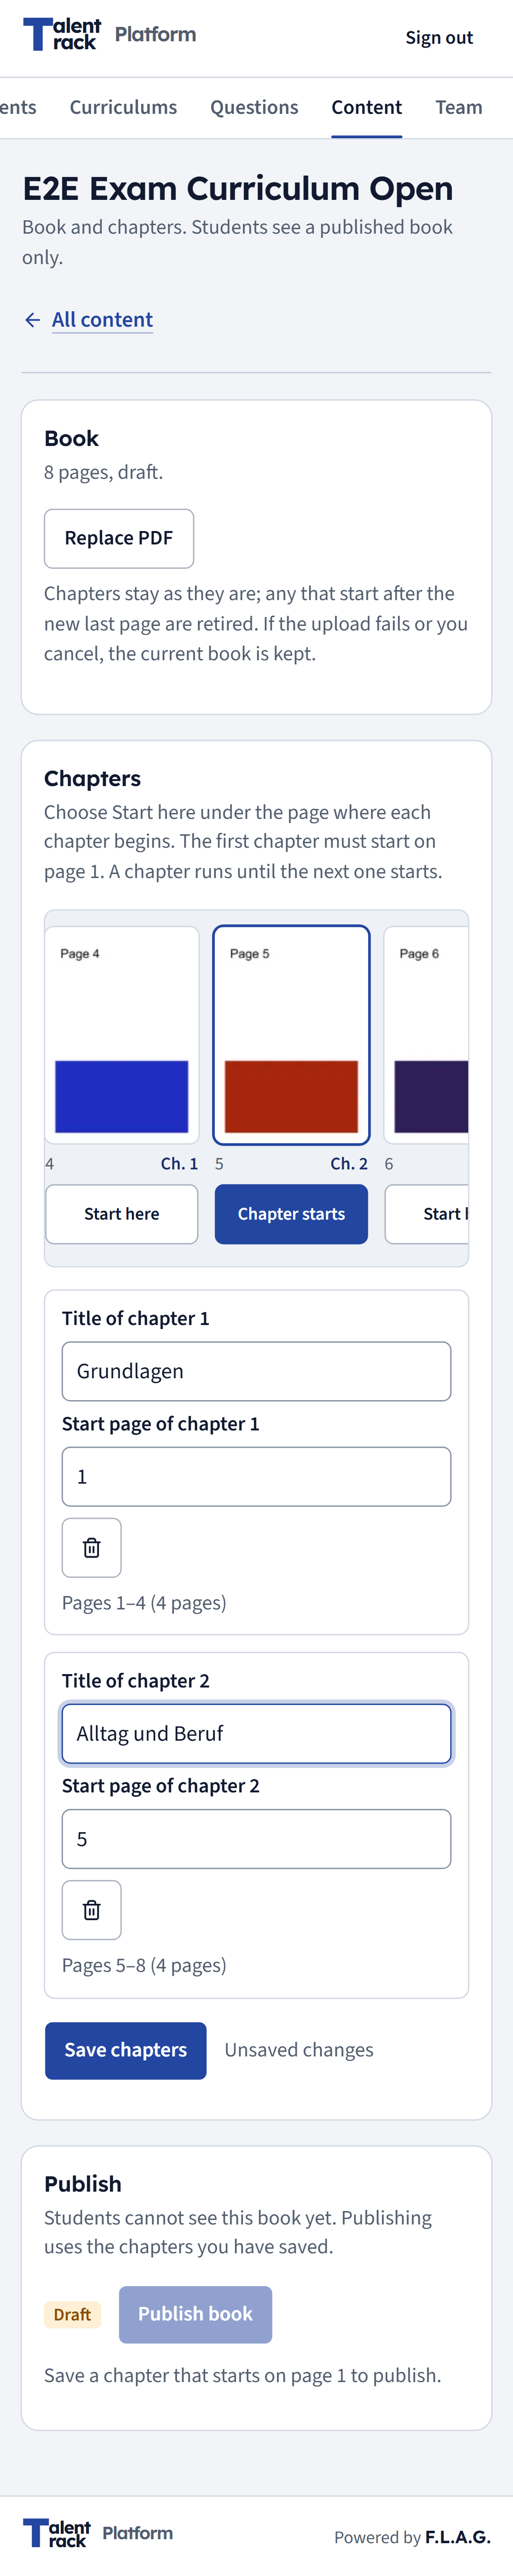 Talent
rack
Platform
Sign out
ents Curriculums Questions Content Team
E2E Exam Curriculum Open
Book and chapters. Students see a published book
only.
← All content
Book
8 pages, draft.
Replace PDF
Chapters stay as they are; any that start after the
new last page are retired. If the upload fails or you
cancel, the current book is kept.
Chapters
Choose Start here under the page where each
chapter begins. The first chapter must start on
page 1. A chapter runs until the next one starts.
Page 4 Page 5 Page 6
4 Ch. 1 5 Ch. 2 6
Start here Chapter starts Start h
Title of chapter 1
Grundlagen
Start page of chapter 1
1
Pages 1–4 (4 pages)
Title of chapter 2
Alltag und Beruf
Start page of chapter 2
5
Pages 5–8 (4 pages)
Save chapters Unsaved changes
Publish
Students cannot see this book yet. Publishing
uses the chapters you have saved.
Draft Publish book
Save a chapter that starts on page 1 to publish.
Talent
rack
Platform
Powered by F.L.A.G.